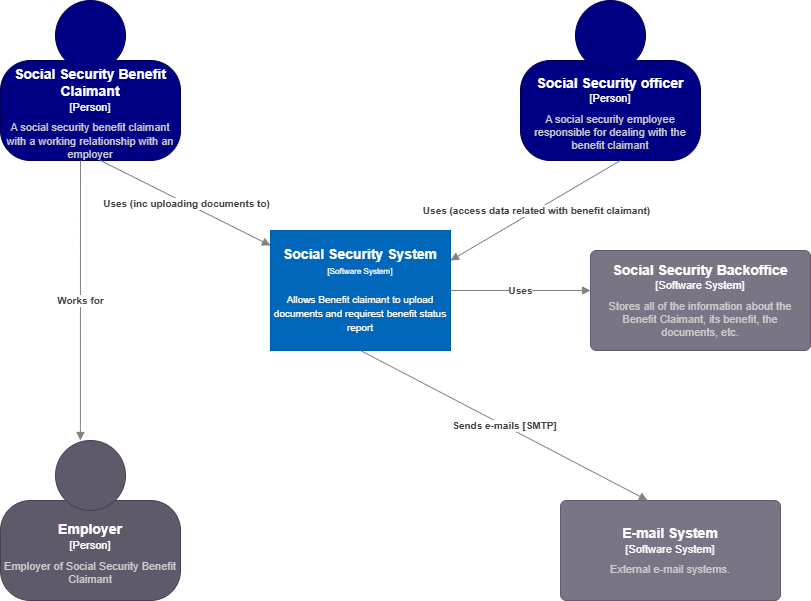 Social Security Benefit
Claimant
[Person]
A social security benefit claimant
with a working relationship with an
employer
Social Security officer
[Person]
A social security employee
responsible for dealing with the
benefit claimant
Uses (inc uploading documents to)
Uses (access data related with benefit claimant)
Social Security System
[Software System]
Allows Benefit claimant to upload
documents and requirest benefit status
report
Uses
Social Security Backoffice
[Software System]
Stores all of the information about the
Benefit Claimant, its benefit, the
documents, etc.
Works for
Sends e-mails [SMTP]
Employer
[Person]
Employer of Social Security Benefit
Claimant
E-mail System
[Software System]
External e-mail systems.